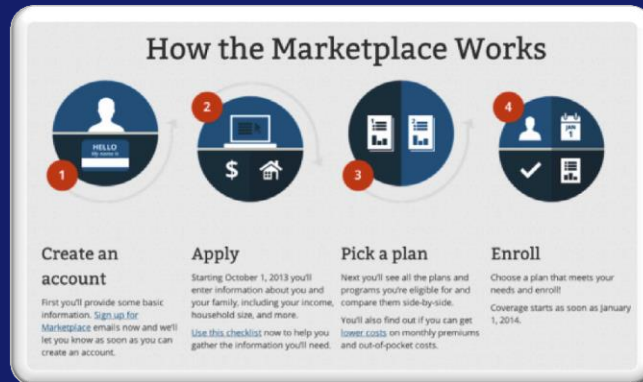 How the Marketplace Works
1
HELLO
My name is
2
$
3
1
2
4
JAN
1
Create an
account
First you'll provide some basic
information. Sign up for
Marketplace emails now and we'll
let you know as soon as you can
create an account.
Apply
Starting October 1, 2013 you'll
enter information about you and
your family, including your income,
household size, and more.
Use this checklist now to help you
gather the information you'll need.
Pick a plan
Next you'll see all the plans and
programs you're eligible for and
compare them side-by-side.
You'll also find out if you can get
lower costs on monthly premiums
and out-of-pocket costs.
Enroll
Choose a plan that meets your
needs and enroll!
Coverage starts as soon as January
1, 2014.